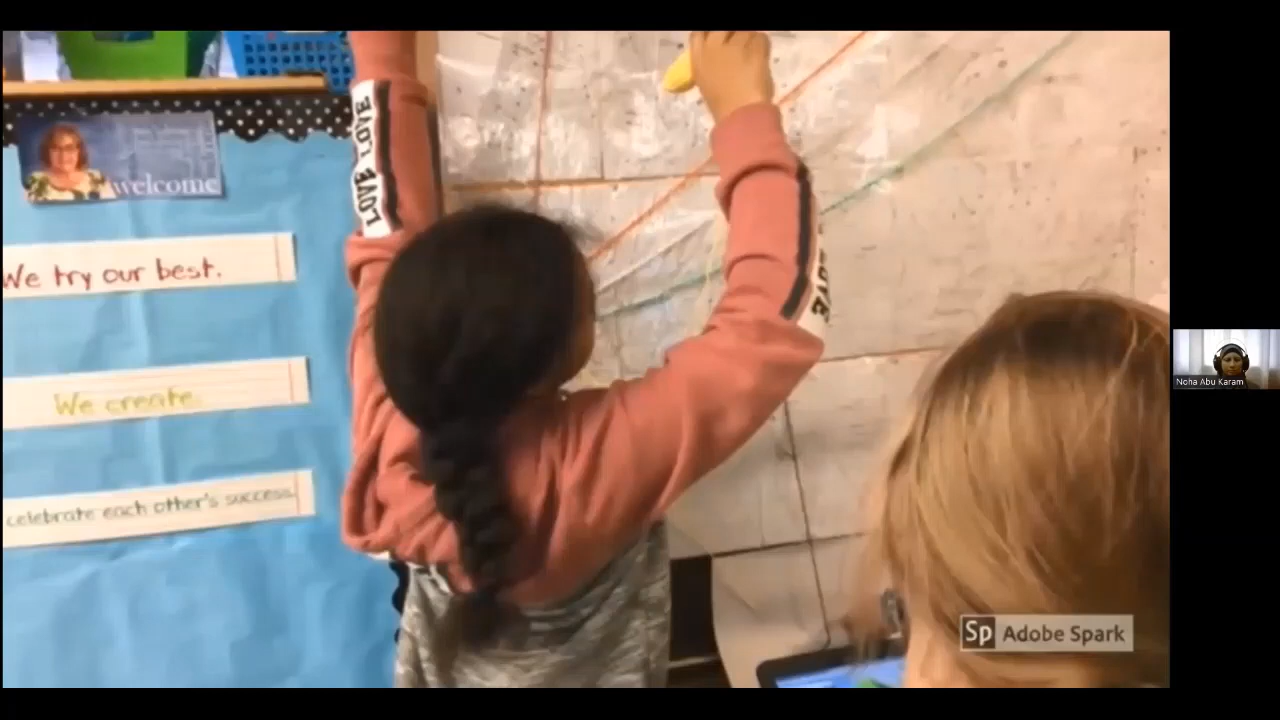 welcome
We try our best.
We create.
celebrate each other's success.
LOVE LOVE
Sp Adobe Spark
Noha Abu Karam